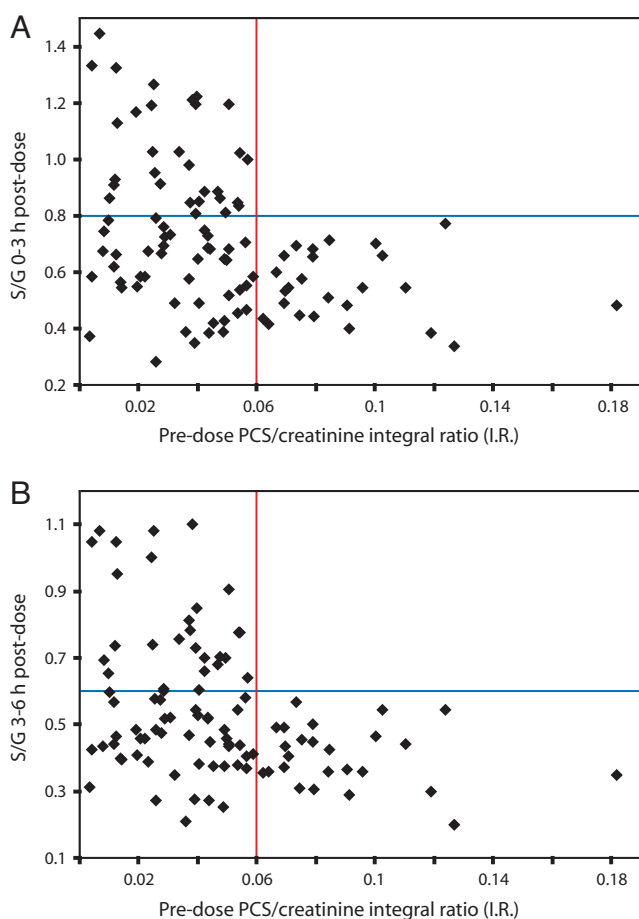 A
S/G 0-3 h post-dose
1.4
1.2
1.0
0.8
0.6
0.4
0.2
0.02 0.06 0.1 0.14 0.18
Pre-dose PCS/creatinine integral ratio (I.R.)
B
S/G 3-6 h post-dose
1.1
0.9
0.7
0.5
0.3
0.1
0.02 0.06 0.1 0.14 0.18
Pre-dose PCS/creatinine integral ratio (I.R.)